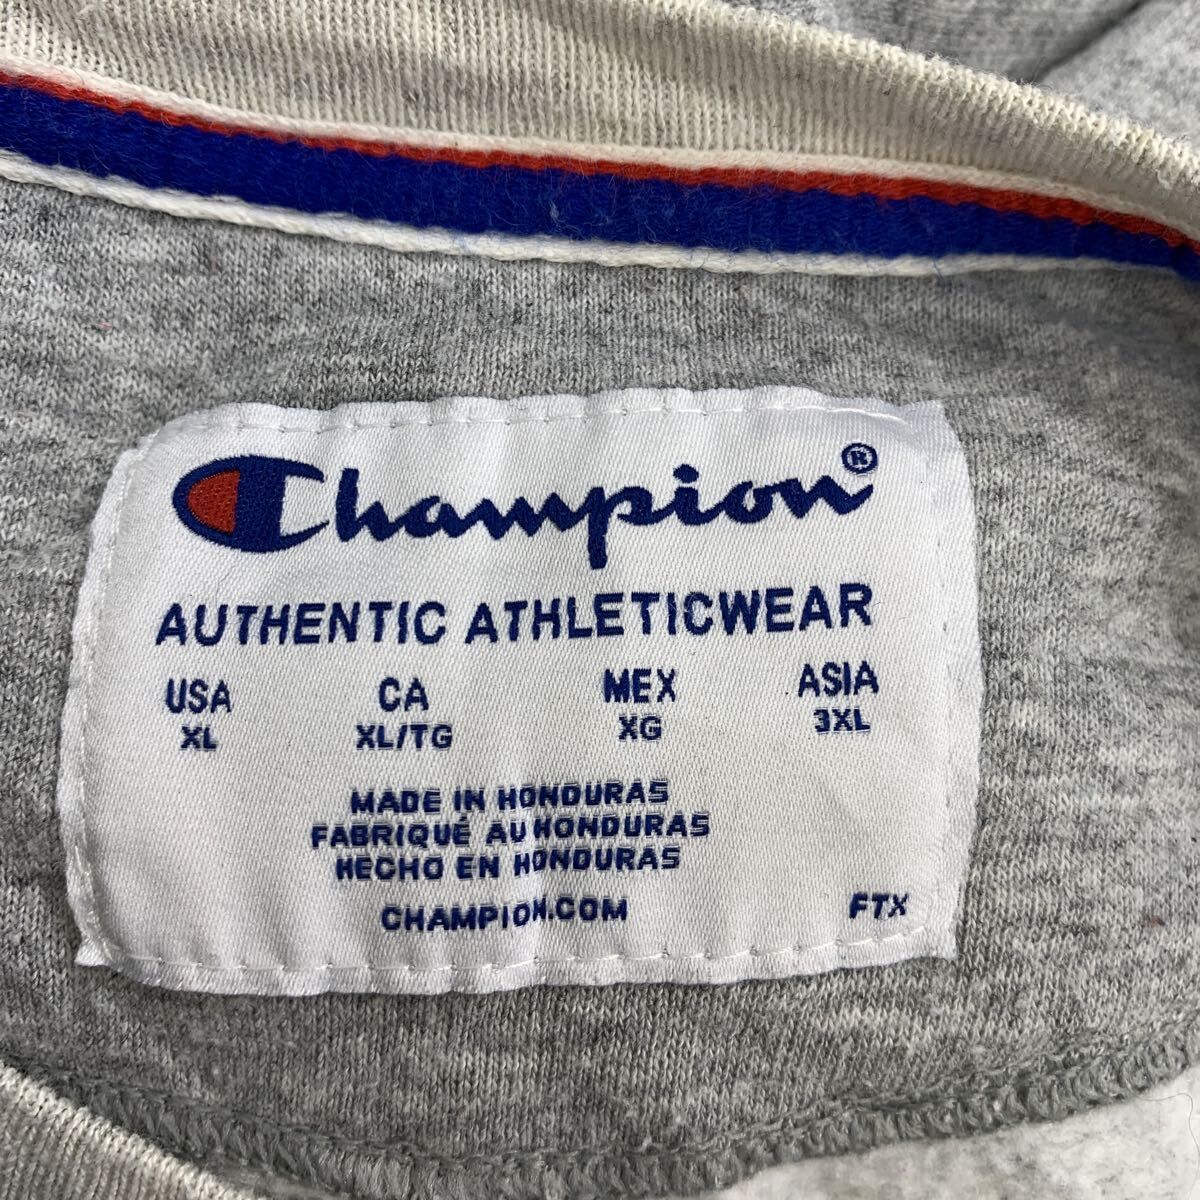 Champion®
AUTHENTIC ATHLETICWEAR
USA CA MEX ASIA
XL XL/TG XG 3XL
MADE IN HONDURAS
FABRIQUÉ AU HONDURAS
HECHO EN HONDURAS
CHAMPION.COM FTX